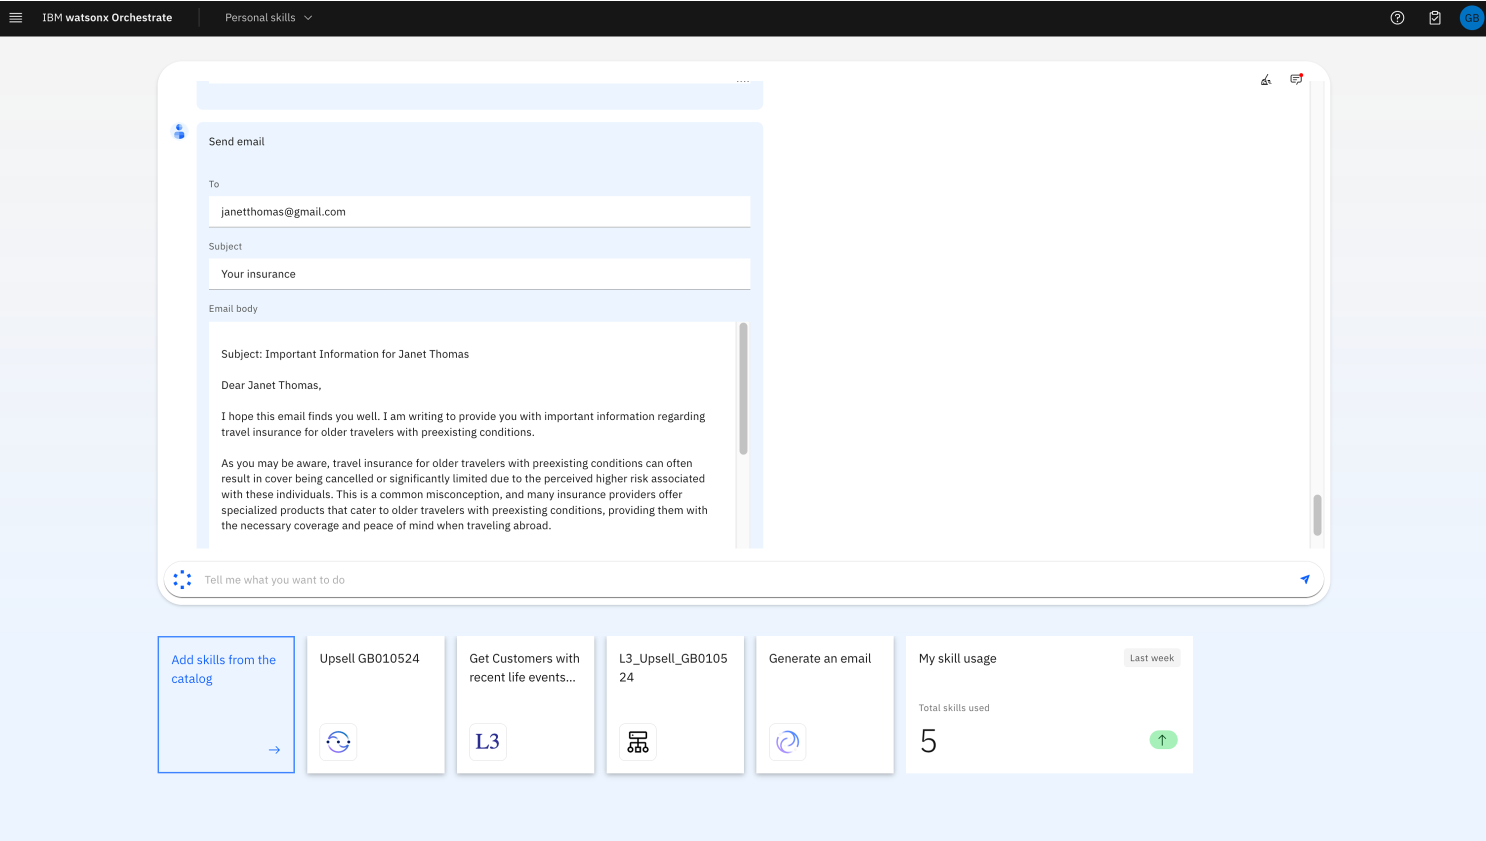 IBM watsonx Orchestrate
Personal skills
GB
Send email
To
janetthomas@gmail.com
Subject
Your insurance
Email body
Subject: Important Information for Janet Thomas
Dear Janet Thomas,
I hope this email finds you well. I am writing to provide you with important information regarding
travel insurance for older travelers with preexisting conditions.
As you may be aware, travel insurance for older travelers with preexisting conditions can often
result in cover being cancelled or significantly limited due to the perceived higher risk associated
with these individuals. This is a common misconception, and many insurance providers offer
specialized products that cater to older travelers with preexisting conditions, providing them with
the necessary coverage and peace of mind when traveling abroad.
Tell me what you want to do
Add skills from the
catalog
Upsell GB010524
Get Customers with
recent life events...
L3
L3_Upsell_GB0105
24
Generate an email
My skill usage
Last week
Total skills used
5